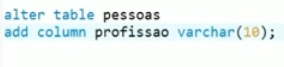 alter table pessoas
add column profissao varchar(10);